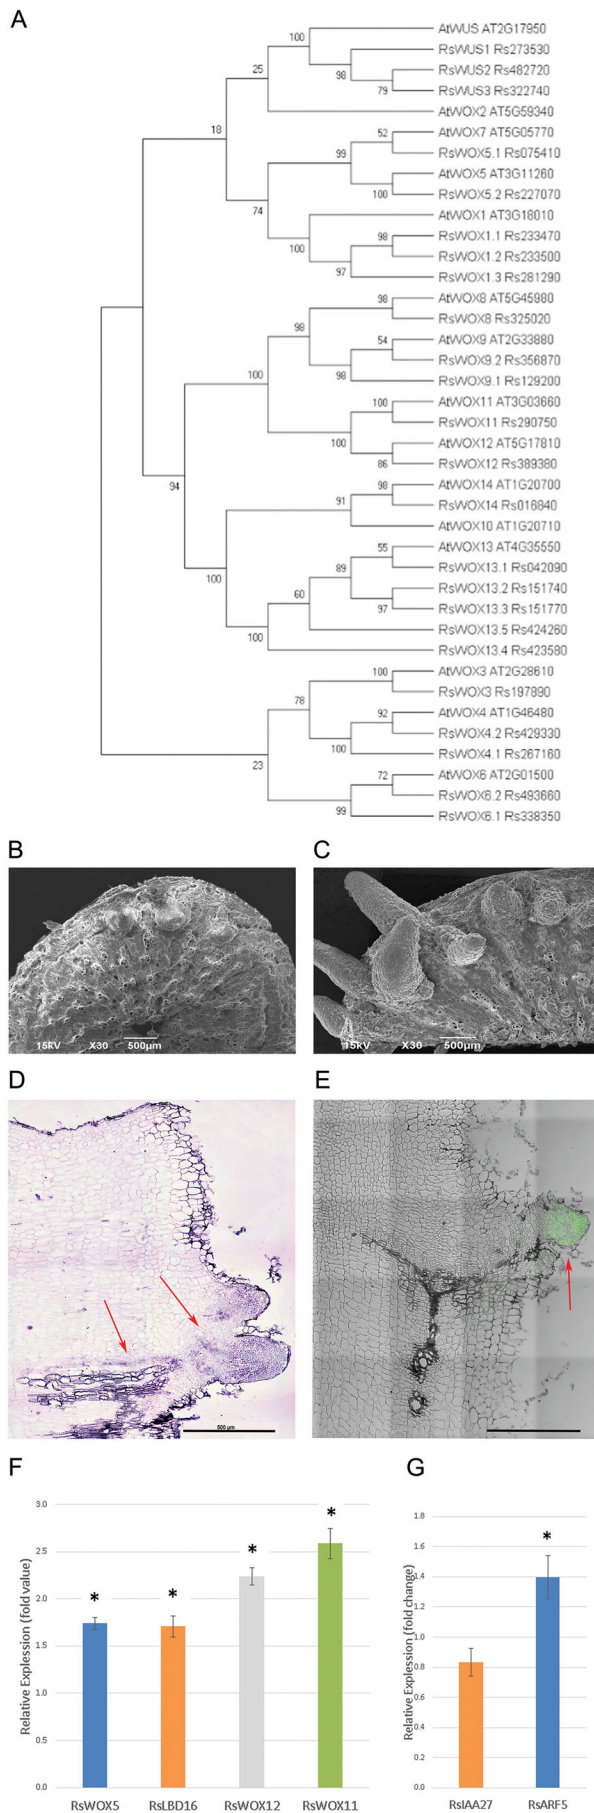 A
AtWUS AT2G17950
RsWUS1 Rs273530
RsWUS2 Rs482720
RsWUS3 Rs322740
AtWOX2 AT5G59340
AtWOX7 AT5G05770
RsWOX5.1 Rs075410
AtWOX5 AT3G11260
RsWOX5.2 Rs227070
AtWOX1 AT3G18010
RsWOX1.1 Rs233470
RsWOX1.2 Rs233500
RsWOX1.3 Rs281290
AtWOX8 AT5G45980
RsWOX8 Rs325020
AtWOX9 AT2G33880
RsWOX9.2 Rs356870
RsWOX9.1 Rs129200
AtWOX11 AT3G03660
RsWOX11 Rs290750
AtWOX12 AT5G17810
RsWOX12 Rs389380
AtWOX14 AT1G20700
RsWOX14 Rs016840
AtWOX10 AT1G20710
AtWOX13 AT4G35550
RsWOX13.1 Rs042090
RsWOX13.2 Rs151740
RsWOX13.3 Rs151770
RsWOX13.5 Rs424260
RsWOX13.4 Rs423580
AtWOX3 AT2G28610
RsWOX3 Rs197890
AtWOX4 AT1G46480
RsWOX4.2 Rs429330
RsWOX4.1 Rs267160
AtWOX6 AT2G01500
RsWOX6.2 Rs493660
RsWOX6.1 Rs338350
100
98
79
25
18
52
99
100
74
98
100
97
98
98
54
98
100
100
100
86
94
98
91
100
55
89
97
60
100
100
78
92
100
23
72
99
B
15kV X30 500µm
C
15kV X30 500µm
D
500 µm
E
F
Relative Explession (fold value)
3.0
2.5
2.0
1.5
1.0
0.5
0.0
*
*
*
*
RsWOX5 RsLBD16 RsWOX12 RsWOX11
G
Relative Explession (fold change)
1.8
1.6
1.4
1.2
1.0
0.8
0.6
0.4
0.2
0.0
*
RsIAA27 RsARF5